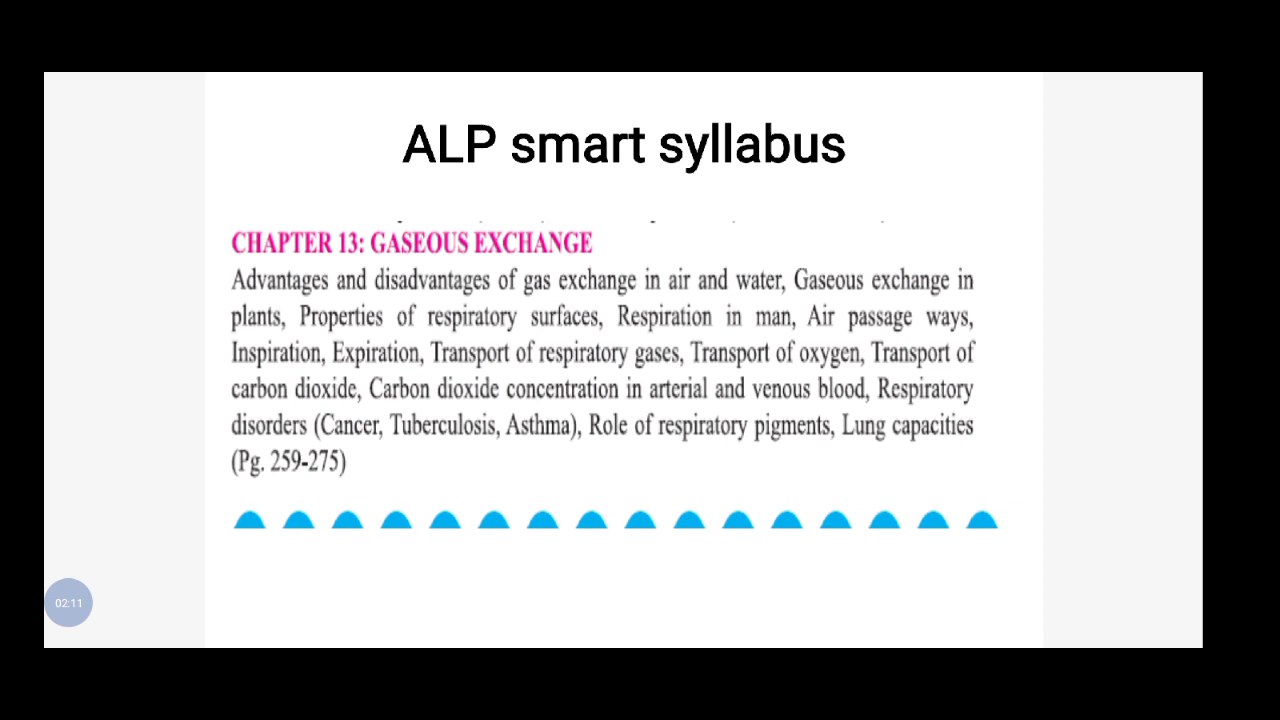 ALP smart syllabus
CHAPTER 13: GASEOUS EXCHANGE
Advantages and disadvantages of gas exchange in air and water, Gaseous exchange in
plants, Properties of respiratory surfaces, Respiration in man, Air passage ways,
Inspiration, Expiration, Transport of respiratory gases, Transport of oxygen, Transport of
carbon dioxide, Carbon dioxide concentration in arterial and venous blood, Respiratory
disorders (Cancer, Tuberculosis, Asthma), Role of respiratory pigments, Lung capacities
(Pg. 259-275)
02:11